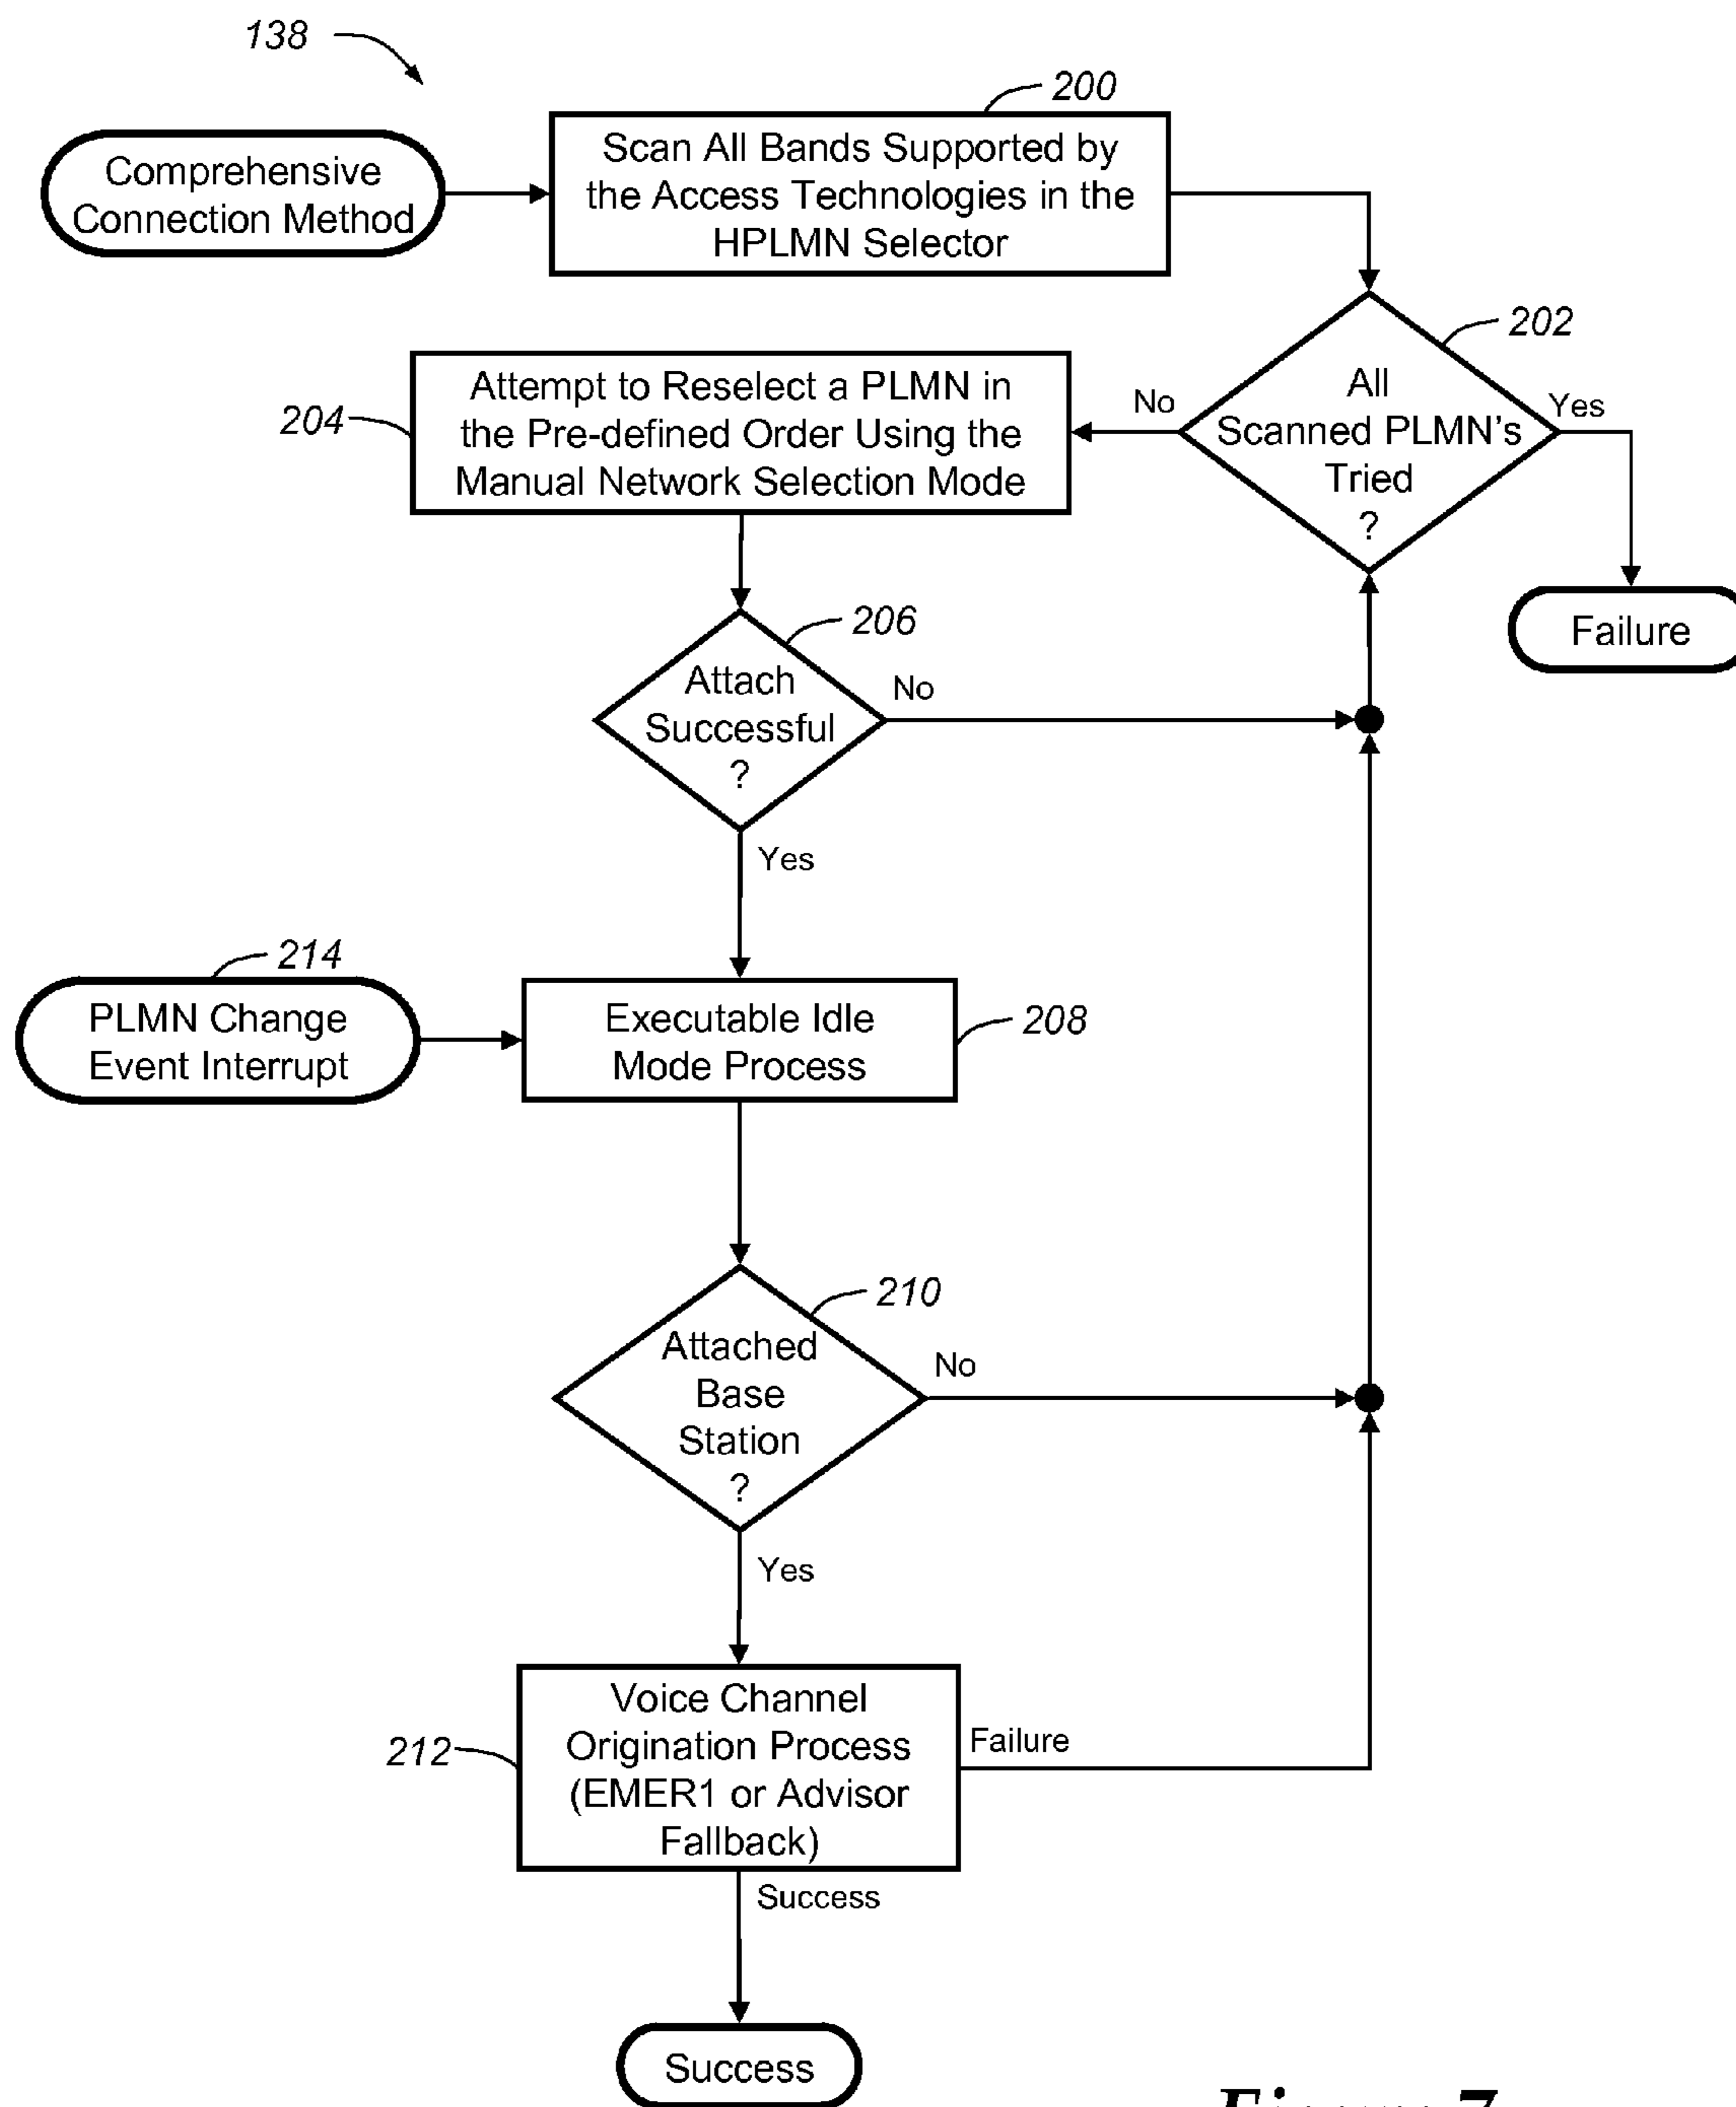 138
200
Comprehensive
Connection Method
Scan All Bands Supported by
the Access Technologies in the
HPLMN Selector
202
All
Scanned PLMN's
Tried
?
No
Yes
204
Attempt to Reselect a PLMN in
the Pre-defined Order Using the
Manual Network Selection Mode
Failure
206
Attach
Successful
?
No
Yes
214
PLMN Change
Event Interrupt
Executable Idle
Mode Process
208
210
Attached
Base
Station
?
No
Yes
212
Voice Channel
Origination Process
(EMER1 or Advisor
Fallback)
Failure
Success
Success
Figure 7